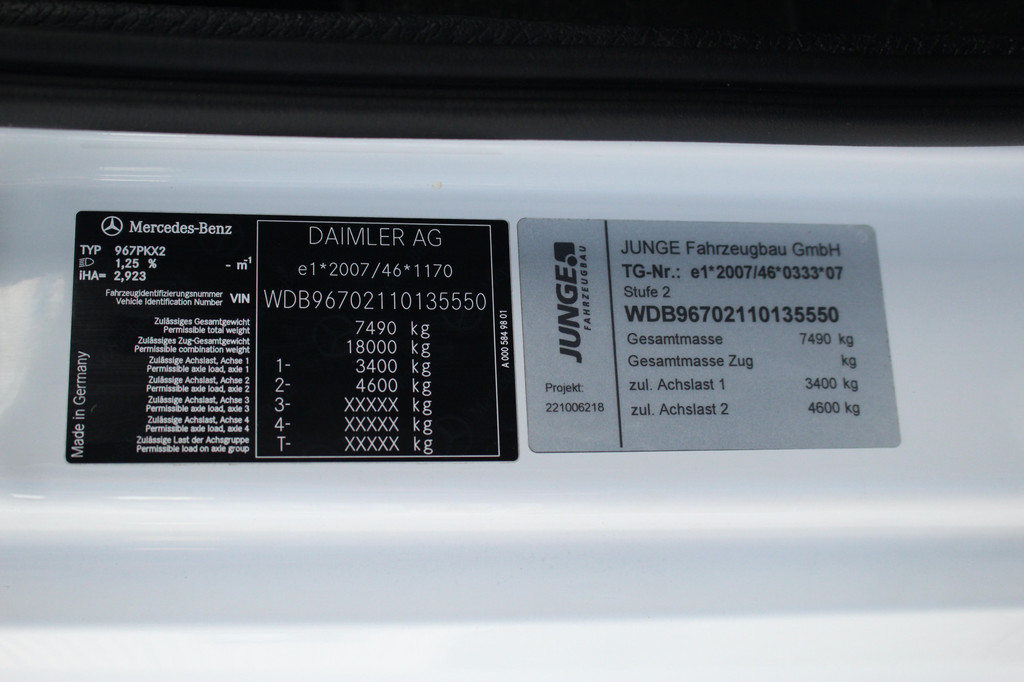 Mercedes-Benz
TYP 967PKX2
1,25 % - m⁻¹
iHA= 2,923
Fahrzeugidentifizierungsnummer
Vehicle Identification Number VIN
Zulässiges Gesamtgewicht
Permissible total weight
Zulässiges Zug-Gesamtgewicht
Permissible combination weight
Zulässige Achslast, Achse 1
Permissible axle load, axle 1
Zulässige Achslast, Achse 2
Permissible axle load, axle 2
Zulässige Achslast, Achse 3
Permissible axle load, axle 3
Zulässige Achslast, Achse 4
Permissible axle load, axle 4
Zulässige Last der Achsgruppe
Permissible load on axle group
Made in Germany
DAIMLER AG
e1*2007/46*1170
WDB96702110135550
7490 kg
18000 kg
1- 3400 kg
2- 4600 kg
3- XXXXX kg
4- XXXXX kg
T- XXXXX kg
A 000 584 98 01
JUNGE
FAHRZEUGBAU
Projekt:
221006218
JUNGE Fahrzeugbau GmbH
TG-Nr.: e1*2007/46*0333*07
Stufe 2
WDB96702110135550
Gesamtmasse 7490 kg
Gesamtmasse Zug kg
zul. Achslast 1 3400 kg
zul. Achslast 2 4600 kg